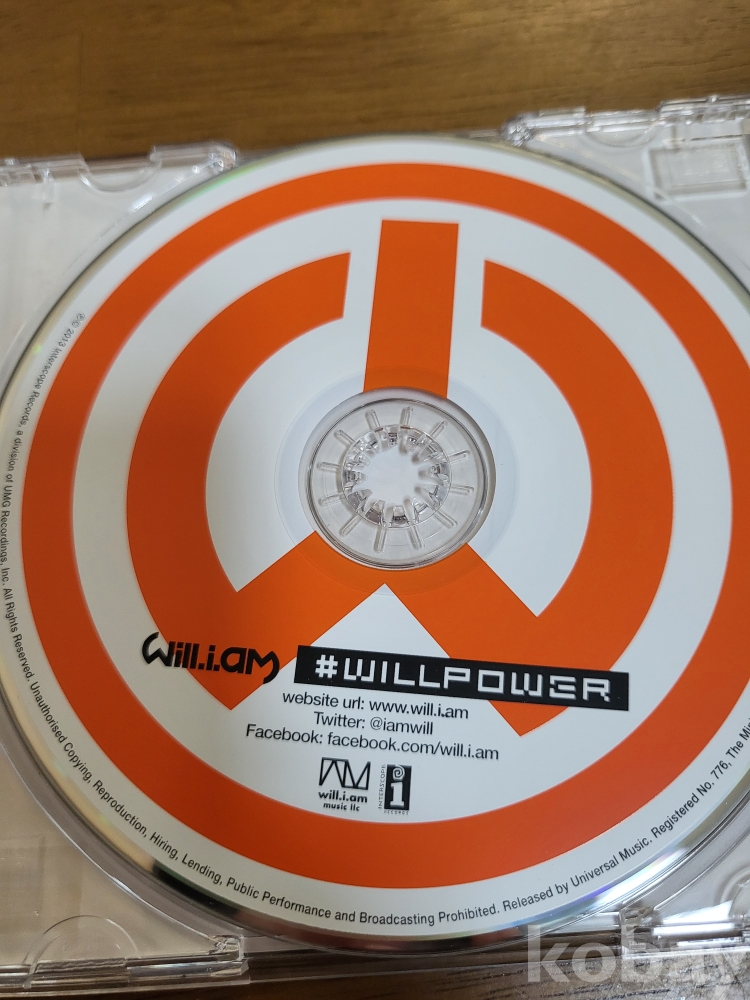 will.i.am #WILLPOWER
website url: www.will.i.am
Twitter: @iamwill
Facebook: facebook.com/will.i.am
will.i.am
music llc
INTERSCOPE
RECORDS
℗© 2013 Interscope Records, a division of UMG Recordings, Inc. All Rights Reserved. Unauthorised Copying, Reproduction, Hiring, Lending, Public Performance and Broadcasting Prohibited. Released by Universal Music. Registered No. 776, The
kobay